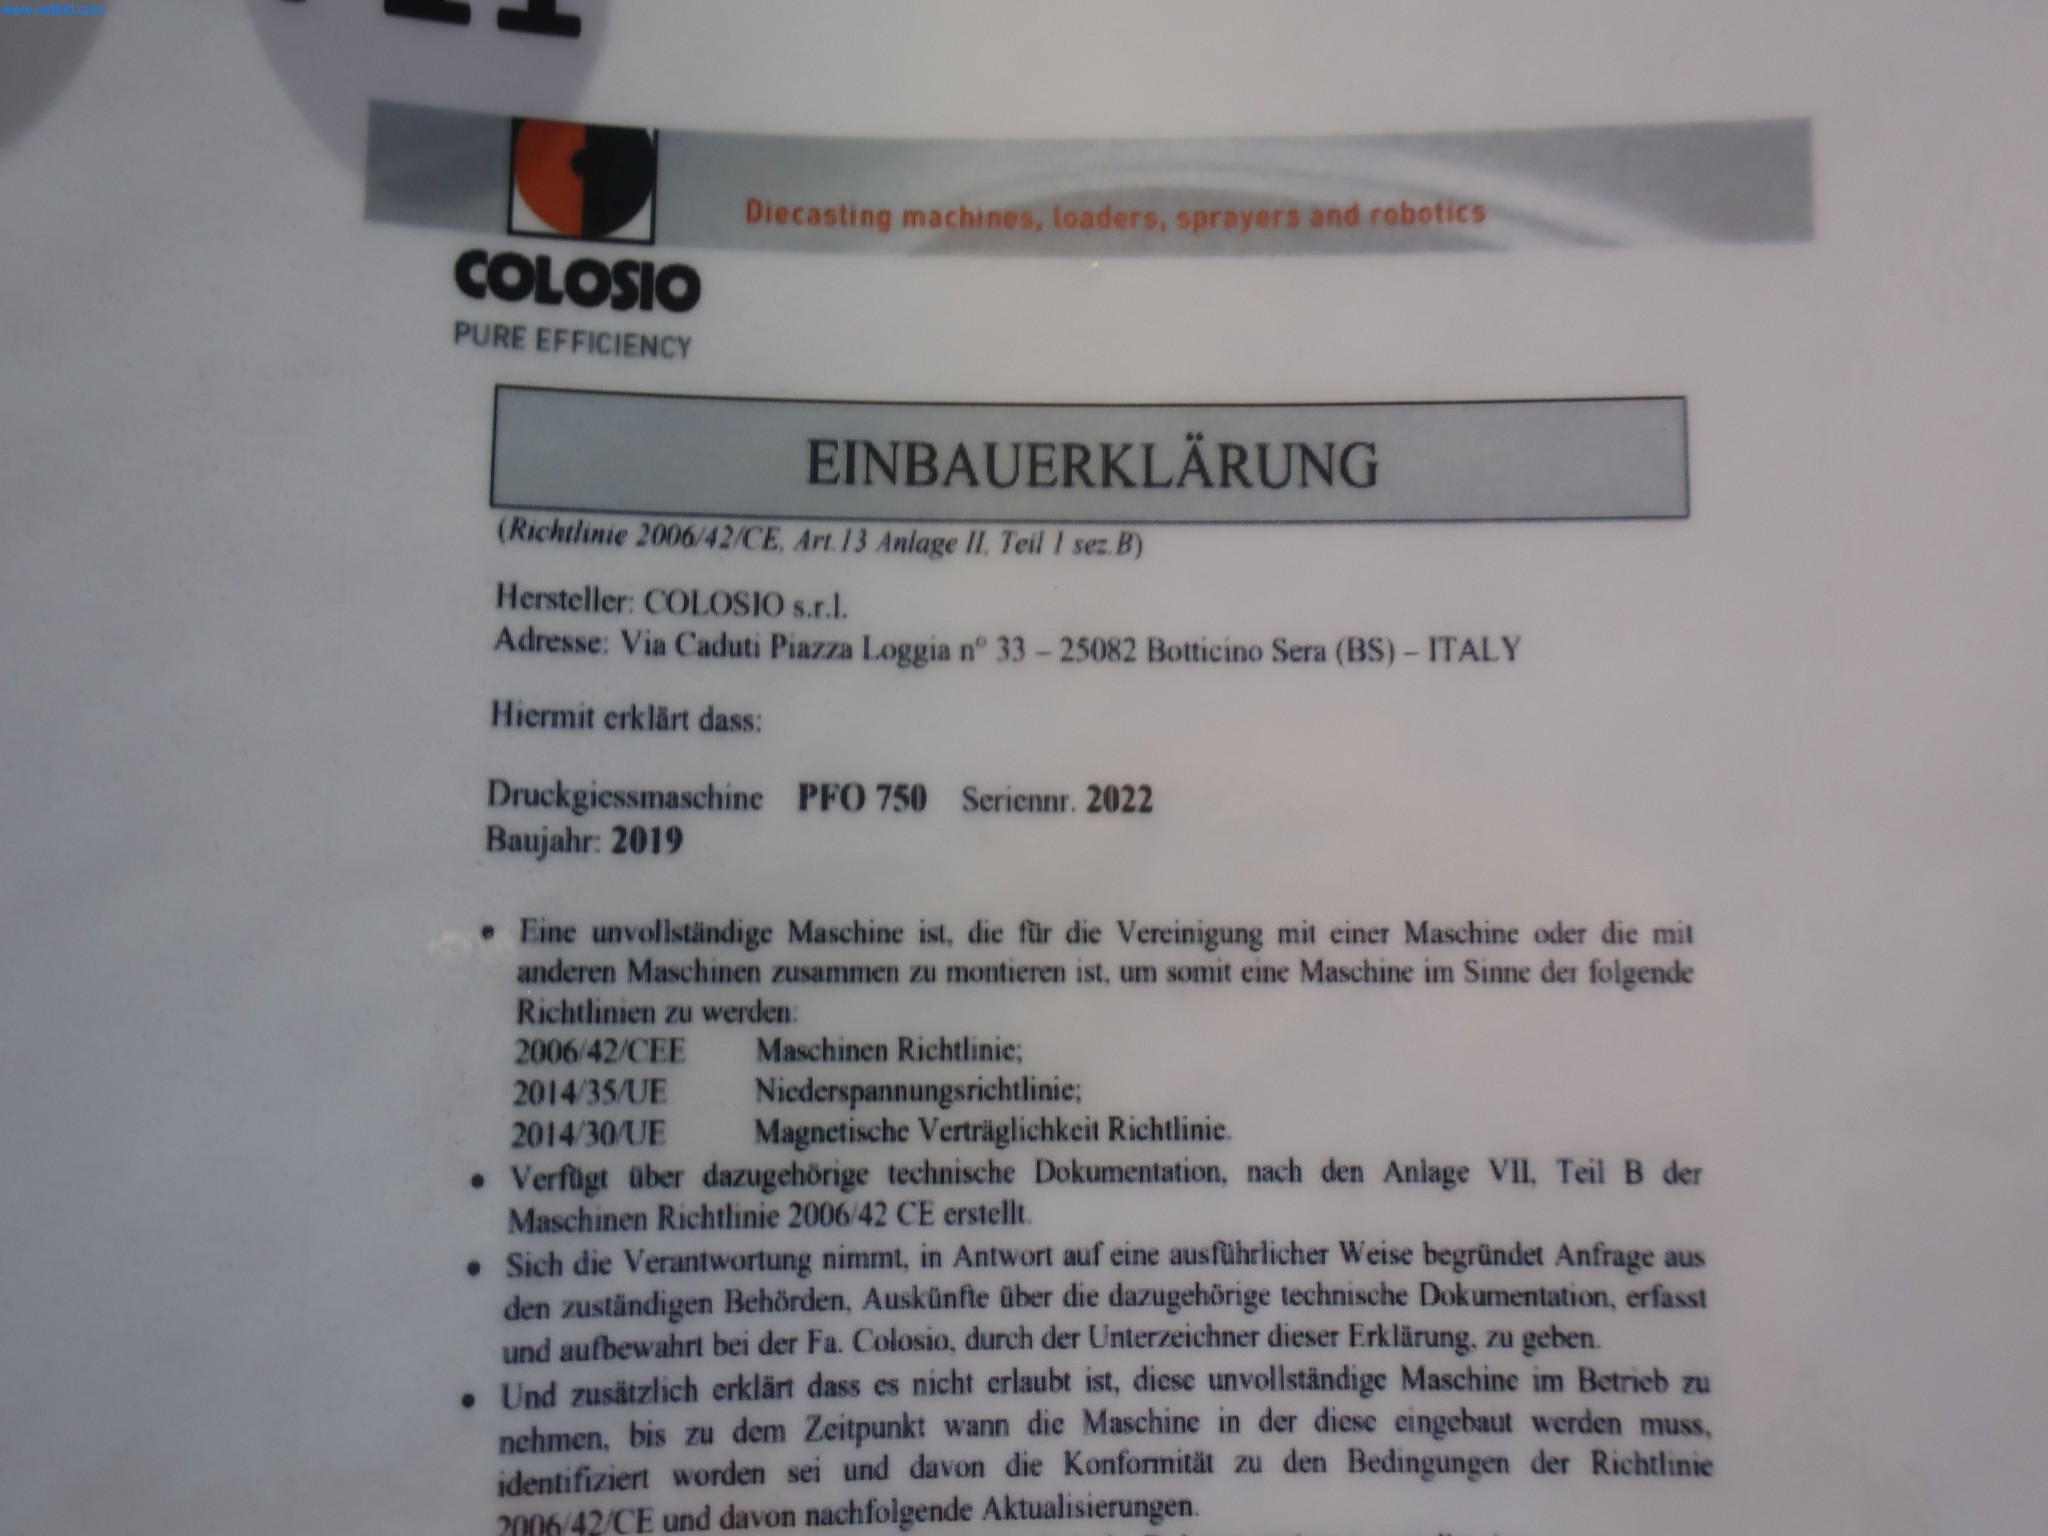 www.netbid.com
Diecasting machines, loaders, sprayers and robotics
COLOSIO
PURE EFFICIENCY
EINBAUERKLÄRUNG
(Richtlinie 2006/42/CE, Art.13 Anlage II, Teil 1 sez.B)
Hersteller: COLOSIO s.r.l.
Adresse: Via Caduti Piazza Loggia n° 33 – 25082 Botticino Sera (BS) – ITALY
Hiermit erklärt dass:
Druckgiessmaschine PFO 750 Seriennr. 2022
Baujahr: 2019
• Eine unvollständige Maschine ist, die für die Vereinigung mit einer Maschine oder die mit
anderen Maschinen zusammen zu montieren ist, um somit eine Maschine im Sinne der folgende
Richtlinien zu werden:
2006/42/CEE Maschinen Richtlinie;
2014/35/UE Niederspannungsrichtlinie;
2014/30/UE Magnetische Verträglichkeit Richtlinie.
• Verfügt über dazugehörige technische Dokumentation, nach den Anlage VII, Teil B der
Maschinen Richtlinie 2006/42 CE erstellt.
• Sich die Verantwortung nimmt, in Antwort auf eine ausführlicher Weise begründet Anfrage aus
den zuständigen Behörden, Auskünfte über die dazugehörige technische Dokumentation, erfasst
und aufbewahrt bei der Fa. Colosio, durch der Unterzeichner dieser Erklärung, zu geben.
• Und zusätzlich erklärt dass es nicht erlaubt ist, diese unvollständige Maschine im Betrieb zu
nehmen, bis zu dem Zeitpunkt wann die Maschine in der diese eingebaut werden muss,
identifiziert worden sei und davon die Konformität zu den Bedingungen der Richtlinie
2006/42/CE und davon nachfolgende Aktualisierungen.